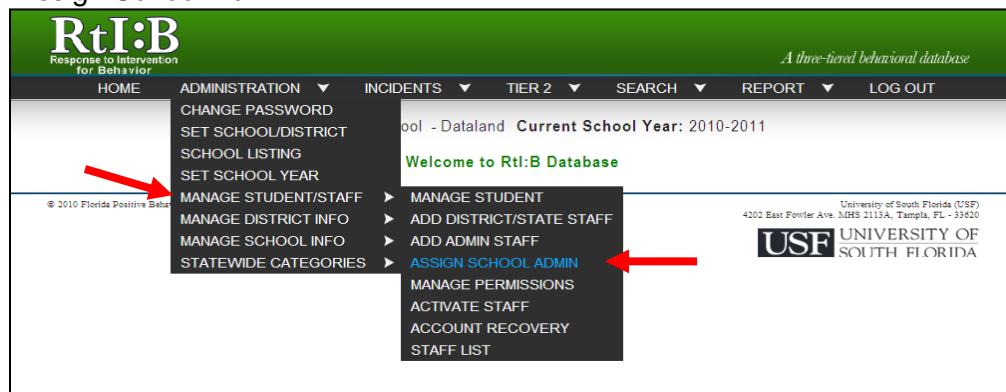 RtI:B
Response to Intervention
for Behavior
A three-tiered behavioral database
HOME ADMINISTRATION INCIDENTS TIER 2 SEARCH REPORT LOG OUT
CHANGE PASSWORD
SET SCHOOL/DISTRICT
SCHOOL LISTING
SET SCHOOL YEAR
MANAGE STUDENT/STAFF
MANAGE DISTRICT INFO
MANAGE SCHOOL INFO
STATEWIDE CATEGORIES
ool - Dataland Current School Year: 2010-2011
Welcome to RtI:B Database
MANAGE STUDENT
ADD DISTRICT/STATE STAFF
ADD ADMIN STAFF
ASSIGN SCHOOL ADMIN
MANAGE PERMISSIONS
ACTIVATE STAFF
ACCOUNT RECOVERY
STAFF LIST
© 2010 Florida Positive Beha
University of South Florida (USF)
4202 East Fowler Ave. MHS 2113A, Tampla, FL - 33620
USF UNIVERSITY OF
SOUTH FLORIDA